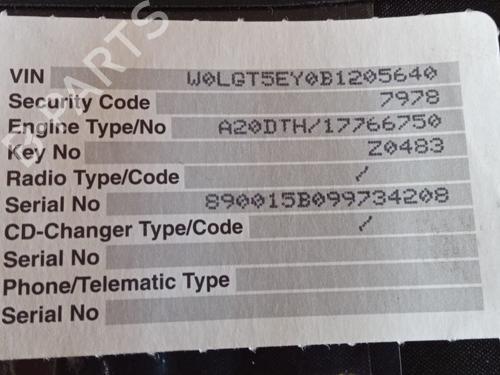 B-PARTS
VIN W0LGT5EY0B1205640
Security Code 7978
Engine Type/No A20DTH/17766750
Key No Z0483
Radio Type/Code /
Serial No 890015B099734208
CD-Changer Type/Code /
Serial No
Phone/Telematic Type
Serial No